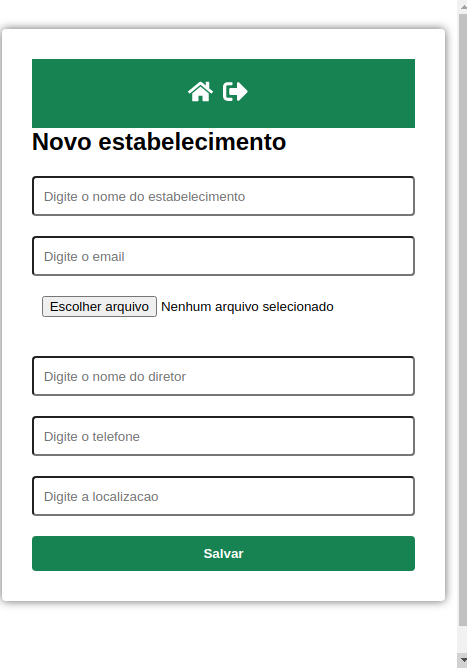 Novo estabelecimento
Digite o nome do estabelecimento
Digite o email
Escolher arquivo Nenhum arquivo selecionado
Digite o nome do diretor
Digite o telefone
Digite a localizacao
Salvar